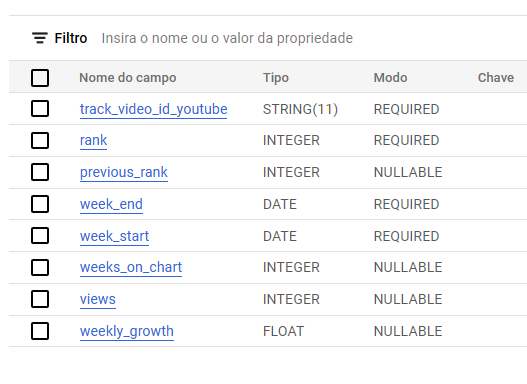 Filtro Insira o nome ou o valor da propriedade
Nome do campo Tipo Modo Chave
track_video_id_youtube STRING(11) REQUIRED
rank INTEGER REQUIRED
previous_rank INTEGER NULLABLE
week_end DATE REQUIRED
week_start DATE REQUIRED
weeks_on_chart INTEGER NULLABLE
views INTEGER NULLABLE
weekly_growth FLOAT NULLABLE